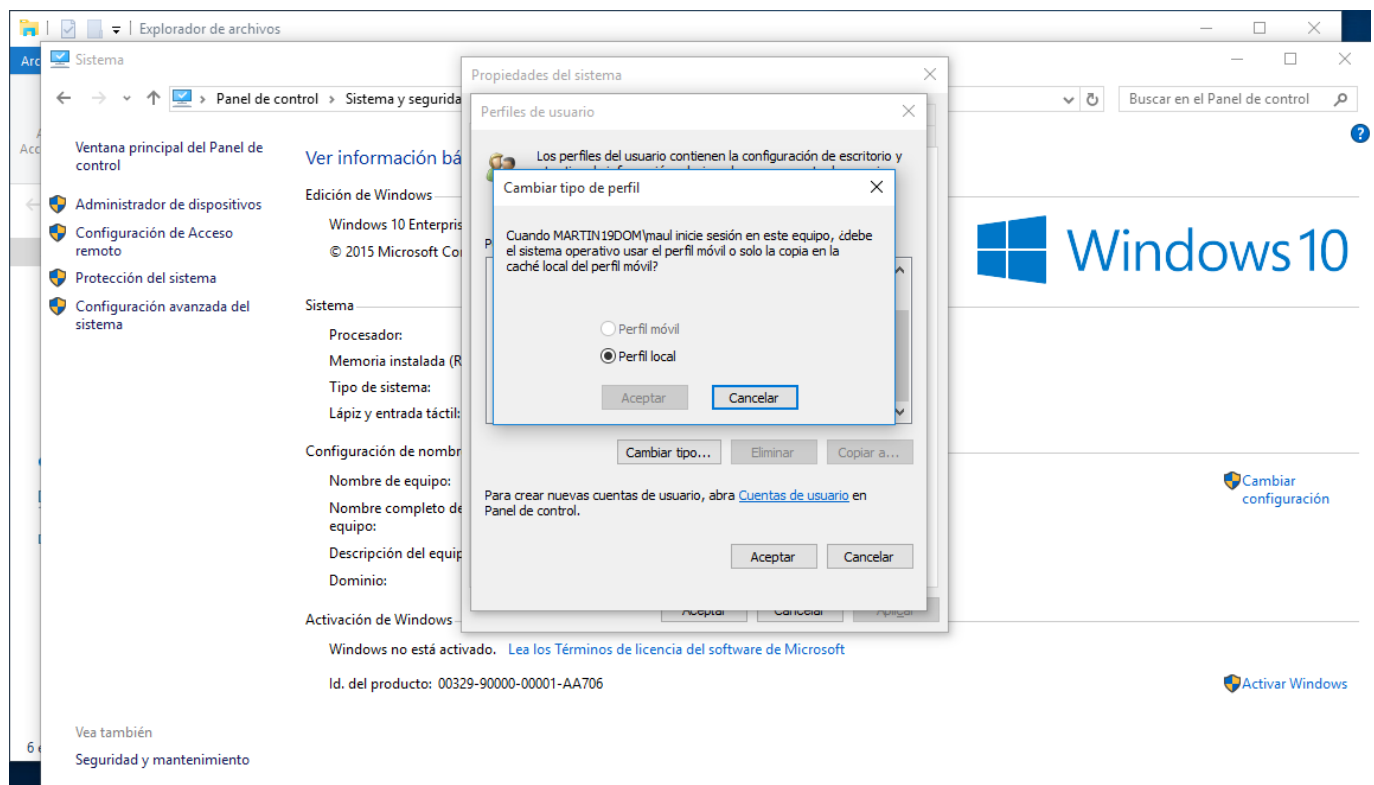 Explorador de archivos
Sistema
Panel de control > Sistema y segurida
Buscar en el Panel de control
Ventana principal del Panel de
control
Administrador de dispositivos
Configuración de Acceso
remoto
Protección del sistema
Configuración avanzada del
sistema
Vea también
Seguridad y mantenimiento
Ver información bá
Edición de Windows
Windows 10 Enterpris
© 2015 Microsoft Co
Windows 10
Sistema
Procesador:
Memoria instalada (R
Tipo de sistema:
Lápiz y entrada táctil:
Configuración de nombr
Nombre de equipo:
Nombre completo de
equipo:
Descripción del equip
Dominio:
Cambiar
configuración
Activación de Windows
Windows no está activado. Lea los Términos de licencia del software de Microsoft
Id. del producto: 00329-90000-00001-AA706
Activar Windows
Propiedades del sistema
Perfiles de usuario
Los perfiles del usuario contienen la configuración de escritorio y
Cambiar tipo de perfil
Cuando MARTIN19DOM\maul inicie sesión en este equipo, ¿debe
el sistema operativo usar el perfil móvil o solo la copia en la
caché local del perfil móvil?
Perfil móvil
Perfil local
Aceptar Cancelar
Cambiar tipo... Eliminar Copiar a...
Para crear nuevas cuentas de usuario, abra Cuentas de usuario en
Panel de control.
Aceptar Cancelar
Aceptar Cancelar Aplicar